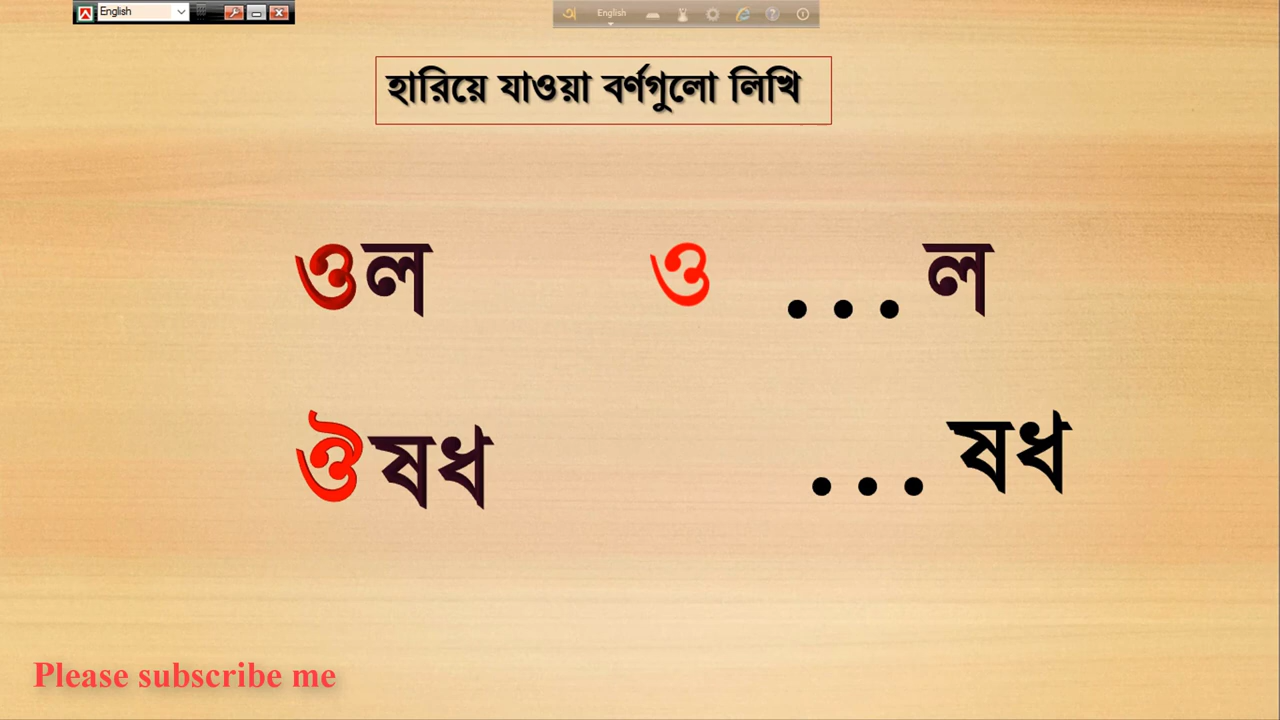 English
English
হারিয়ে যাওয়া বর্ণগুলো লিখি
ওল ও ...ল
ঔষধ ...ষধ
Please subscribe me